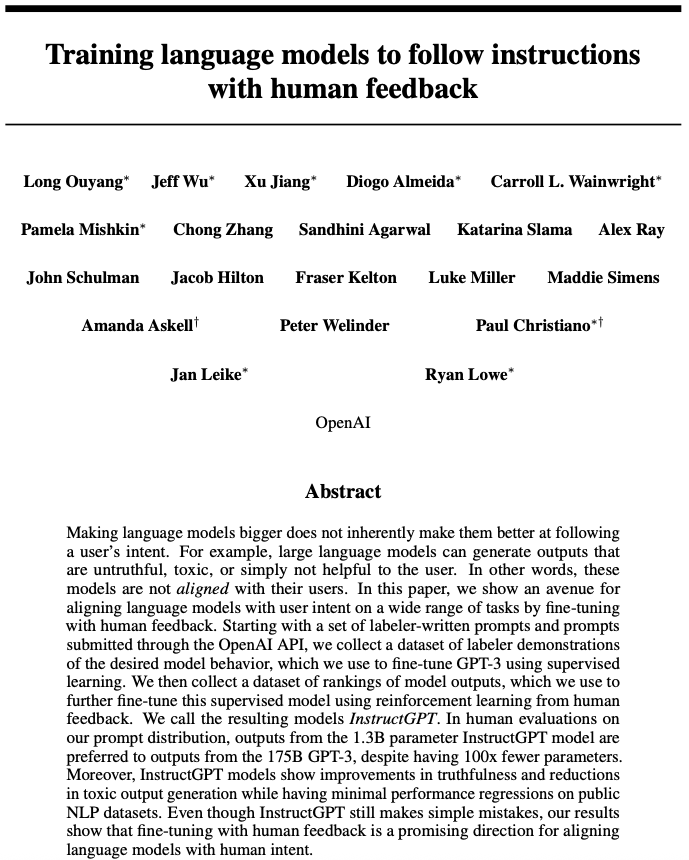 Training language models to follow instructions
with human feedback
Long Ouyang* Jeff Wu* Xu Jiang* Diogo Almeida* Carroll L. Wainwright*
Pamela Mishkin* Chong Zhang Sandhini Agarwal Katarina Slama Alex Ray
John Schulman Jacob Hilton Fraser Kelton Luke Miller Maddie Simens
Amanda Askell† Peter Welinder Paul Christiano*†
Jan Leike* Ryan Lowe*
OpenAI
Abstract
Making language models bigger does not inherently make them better at following
a user's intent. For example, large language models can generate outputs that
are untruthful, toxic, or simply not helpful to the user. In other words, these
models are not aligned with their users. In this paper, we show an avenue for
aligning language models with user intent on a wide range of tasks by fine-tuning
with human feedback. Starting with a set of labeler-written prompts and prompts
submitted through the OpenAI API, we collect a dataset of labeler demonstrations
of the desired model behavior, which we use to fine-tune GPT-3 using supervised
learning. We then collect a dataset of rankings of model outputs, which we use to
further fine-tune this supervised model using reinforcement learning from human
feedback. We call the resulting models InstructGPT. In human evaluations on
our prompt distribution, outputs from the 1.3B parameter InstructGPT model are
preferred to outputs from the 175B GPT-3, despite having 100x fewer parameters.
Moreover, InstructGPT models show improvements in truthfulness and reductions
in toxic output generation while having minimal performance regressions on public
NLP datasets. Even though InstructGPT still makes simple mistakes, our results
show that fine-tuning with human feedback is a promising direction for aligning
language models with human intent.